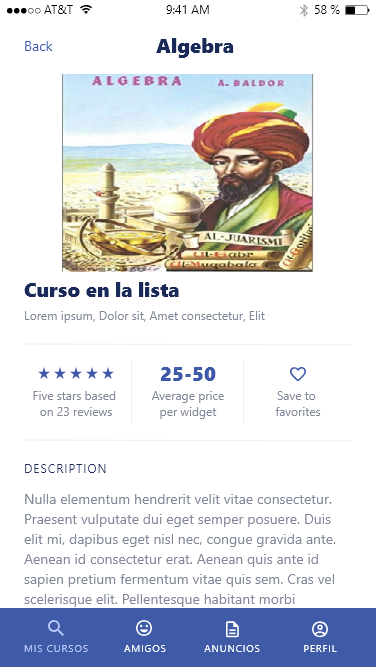 AT&T
9:41 AM
58 %
Back
Algebra
ALGEBRA
A. BALDOR
AL-JUARISMI
Curso en la lista
Lorem ipsum, Dolor sit, Amet consectetur, Elit
Five stars based
on 23 reviews
25-50
Average price
per widget
Save to
favorites
DESCRIPTION
Nulla elementum hendrerit velit vitae consectetur.
Praesent vulputate dui eget semper posuere. Duis
elit mi, dapibus eget nisl nec, congue gravida ante.
Aenean id consectetur erat. Aenean quis ante id
sapien pretium fermentum vitae quis sem. Cras vel
scelerisque elit. Pellentesque habitant morbi
MIS CURSOS
AMIGOS
ANUNCIOS
PERFIL